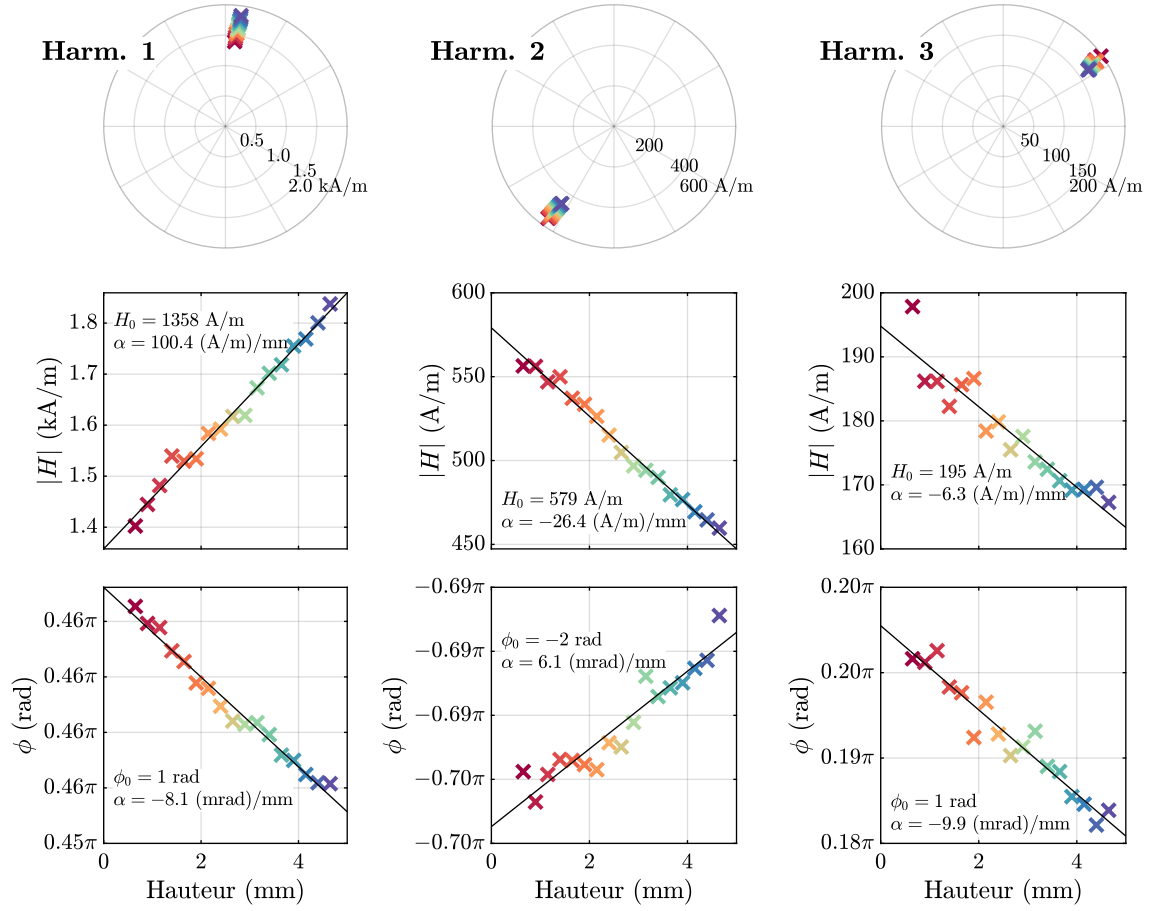 Harm. 1
0.5
1.0
1.5
2.0 kA/m
Harm. 2
200
400
600 A/m
Harm. 3
50
100
150
200 A/m
|H| (kA/m)
1.8
1.7
1.6
1.5
1.4
H₀ = 1358 A/m
α = 100.4 (A/m)/mm
|H| (A/m)
600
550
500
450
H₀ = 579 A/m
α = −26.4 (A/m)/mm
|H| (A/m)
200
190
180
170
160
H₀ = 195 A/m
α = −6.3 (A/m)/mm
ϕ (rad)
0.46π
0.46π
0.46π
0.46π
0.45π
ϕ₀ = 1 rad
α = −8.1 (mrad)/mm
0 2 4
Hauteur (mm)
ϕ (rad)
−0.69π
−0.69π
−0.69π
−0.70π
−0.70π
ϕ₀ = −2 rad
α = 6.1 (mrad)/mm
0 2 4
Hauteur (mm)
ϕ (rad)
0.20π
0.20π
0.19π
0.18π
ϕ₀ = 1 rad
α = −9.9 (mrad)/mm
0 2 4
Hauteur (mm)